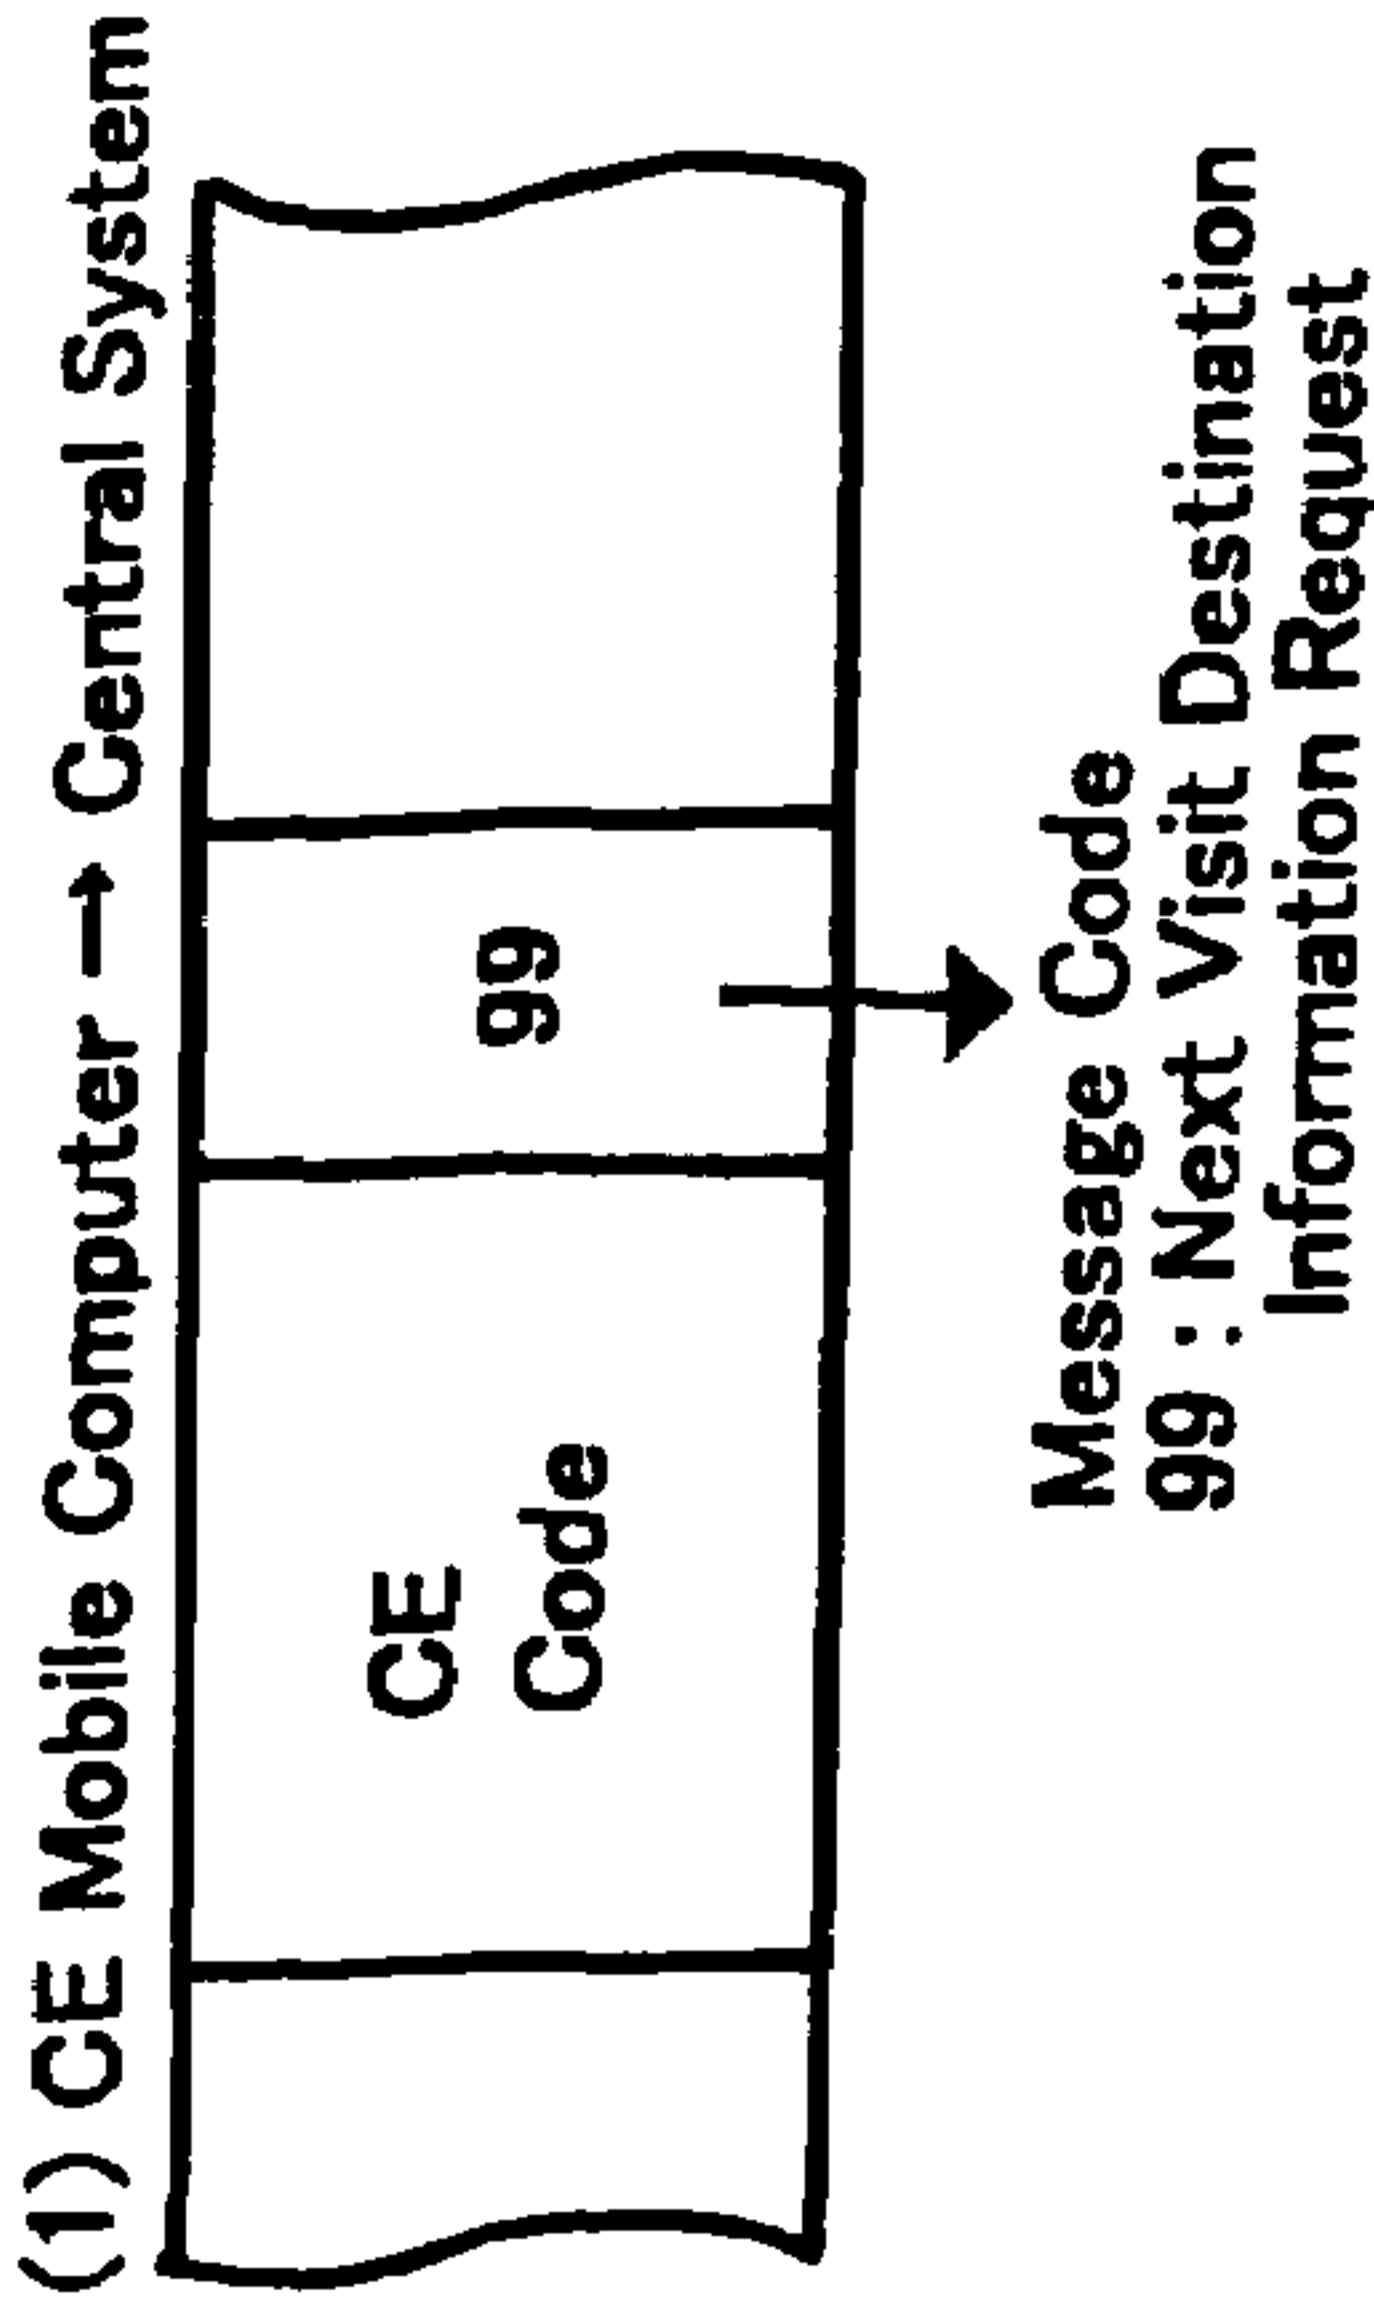 (1) CE Mobile Computer → Central System
CE
Code
99
Message Code
99 : Next Visit Destination
Information Request